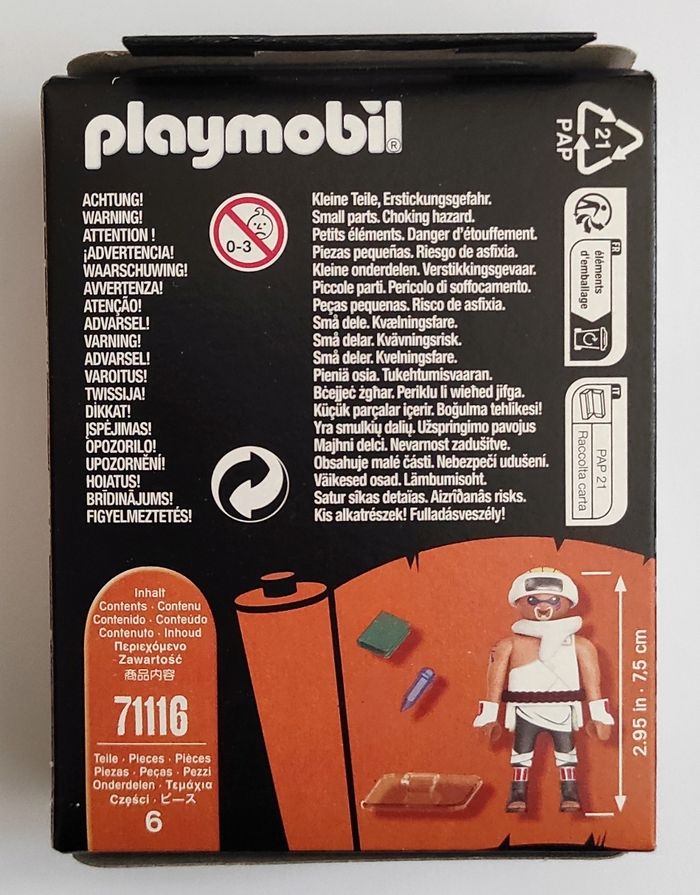 playmobil®
21
PAP
ACHTUNG! Kleine Teile, Erstickungsgefahr.
WARNING! Small parts. Choking hazard.
ATTENTION ! Petits éléments. Danger d'étouffement.
¡ADVERTENCIA! Piezas pequeñas. Riesgo de asfixia.
WAARSCHUWING! Kleine onderdelen. Verstikkingsgevaar.
AVVERTENZA! Piccole parti. Pericolo di soffocamento.
ATENÇÃO! Peças pequenas. Risco de asfixia.
ADVARSEL! Små dele. Kvælningsfare.
VARNING! Små delar. Kvävningsrisk.
ADVARSEL! Små deler. Kvelningsfare.
VAROITUS! Pieniä osia. Tukehtumisvaaran.
TWISSIJA! Bċejjeċ żgħar. Periklu li wieħed jifga.
DİKKAT! Küçük parçalar içerir. Boğulma tehlikesi!
ĮSPĖJIMAS! Yra smulkių dalių. Užspringimo pavojus
OPOZORILO! Majhni delci. Nevarnost zadušitve.
UPOZORNĚNÍ! Obsahuje malé části. Nebezpečí udušení.
HOIATUS! Väikesed osad. Lämbumisoht.
BRĪDINĀJUMS! Satur sīkas detaļas. Aizrīšanās risks.
FIGYELMEZTETÉS! Kis alkatrészek! Fulladásveszély!
0-3
FR
éléments
d'emballage
IT
PAP 21
Raccolta carta
Inhalt
Contents · Contenu
Contenido · Conteúdo
Contenuto · Inhoud
Περιεχόμενο
Zawartość
商品内容
71116
Teile · Pieces · Pièces
Piezas · Peças · Pezzi
Onderdelen · Τεμάχια
Części · ピース
6
2.95 in · 7,5 cm